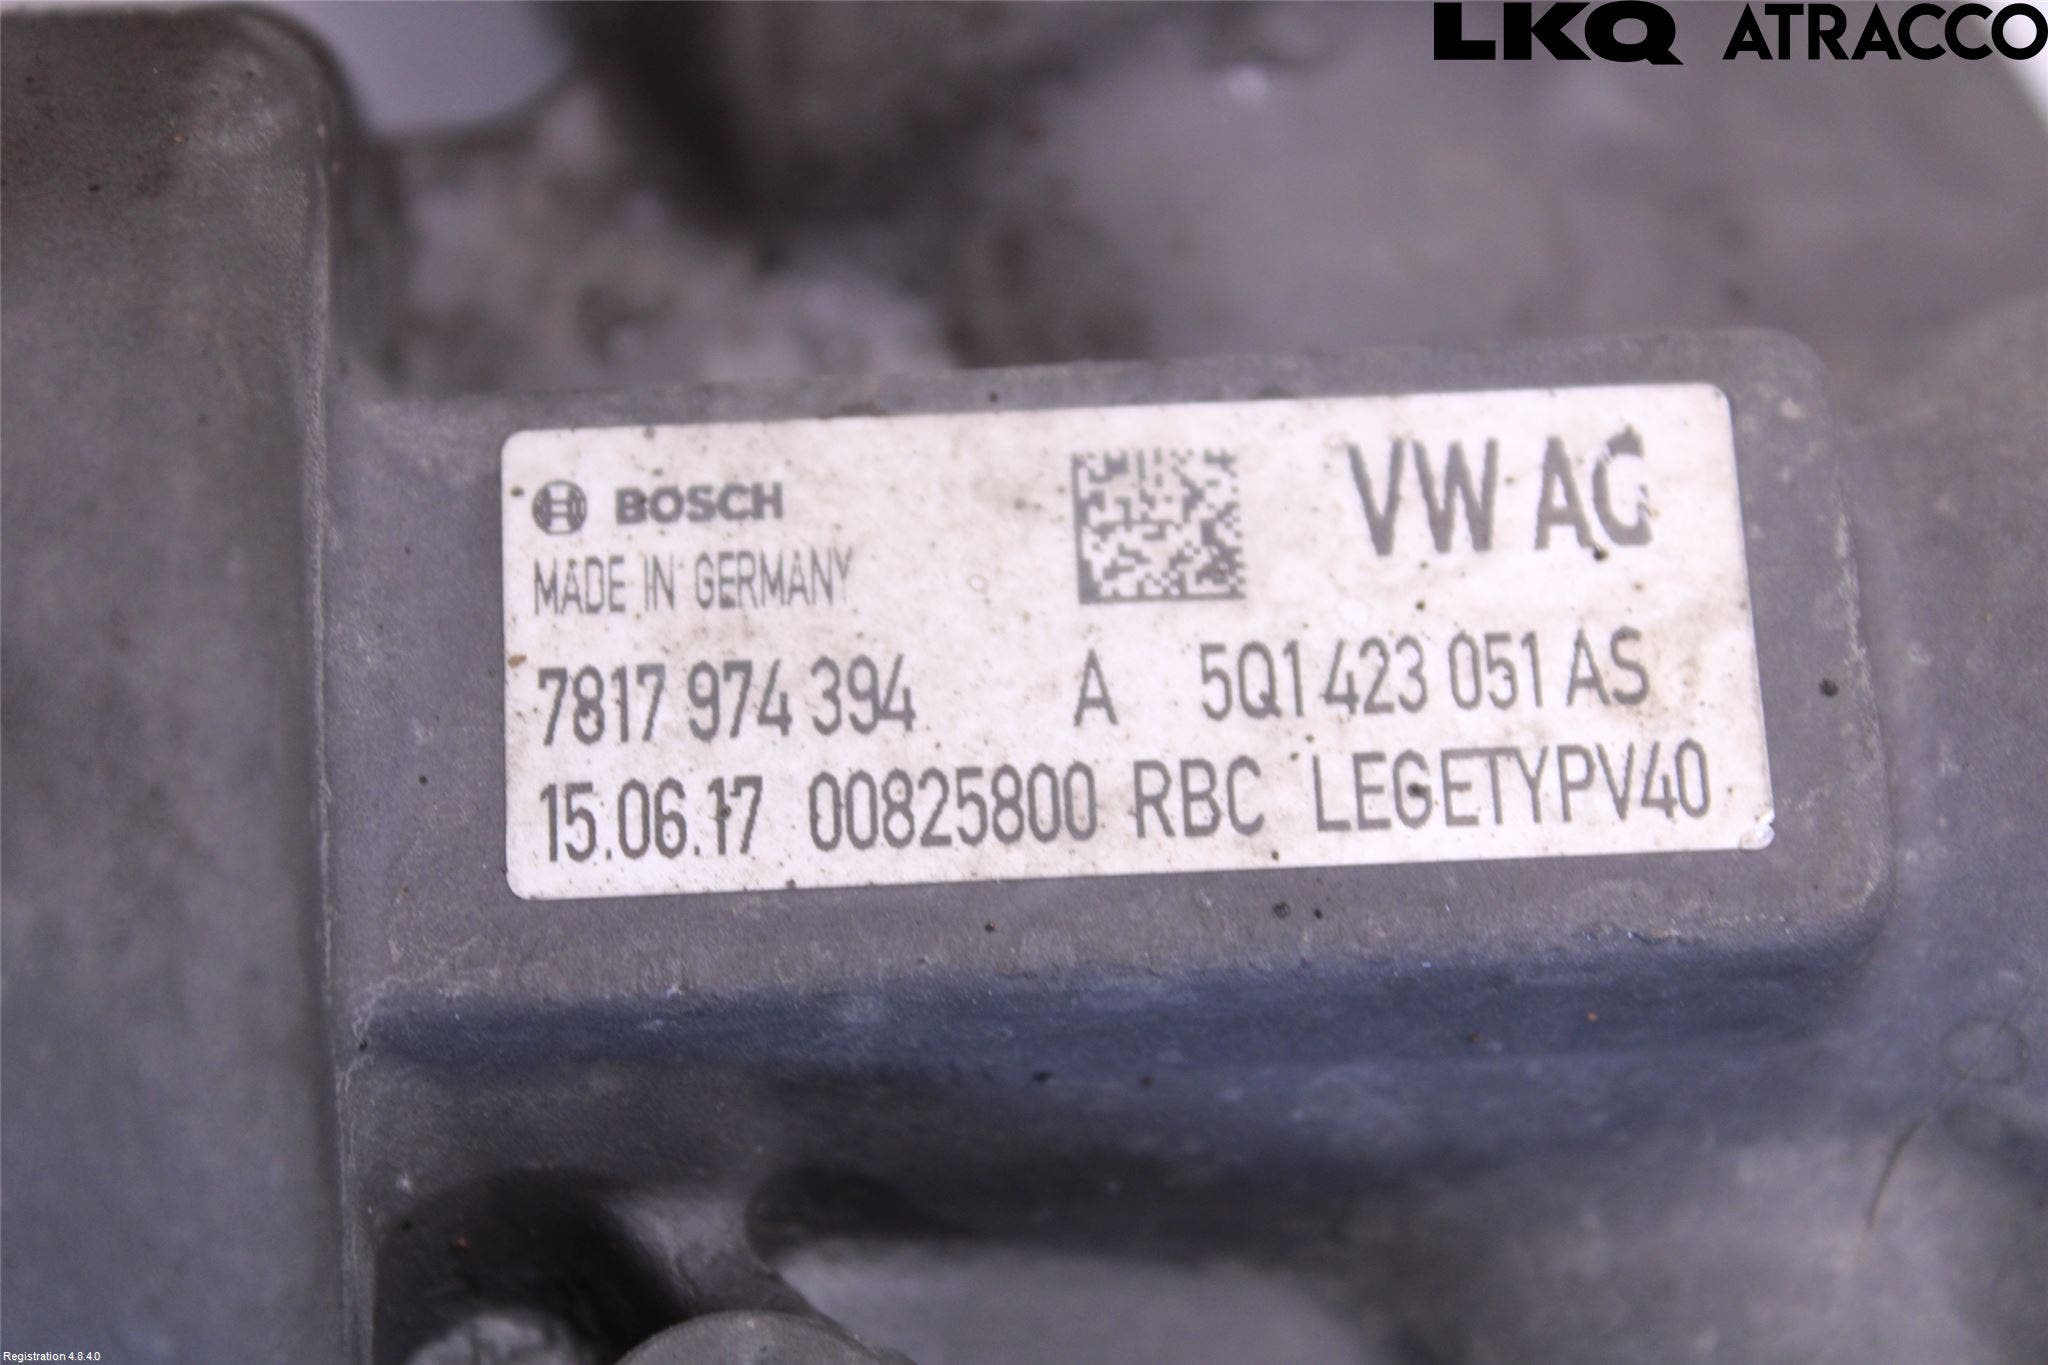 LKQ ATRACCO
BOSCH
VW AG
MADE IN GERMANY
7817 974 394 A 5Q1 423 051 AS
15.06.17 00825800 RBC LEGETYPV40
Registration 4.8.4.0